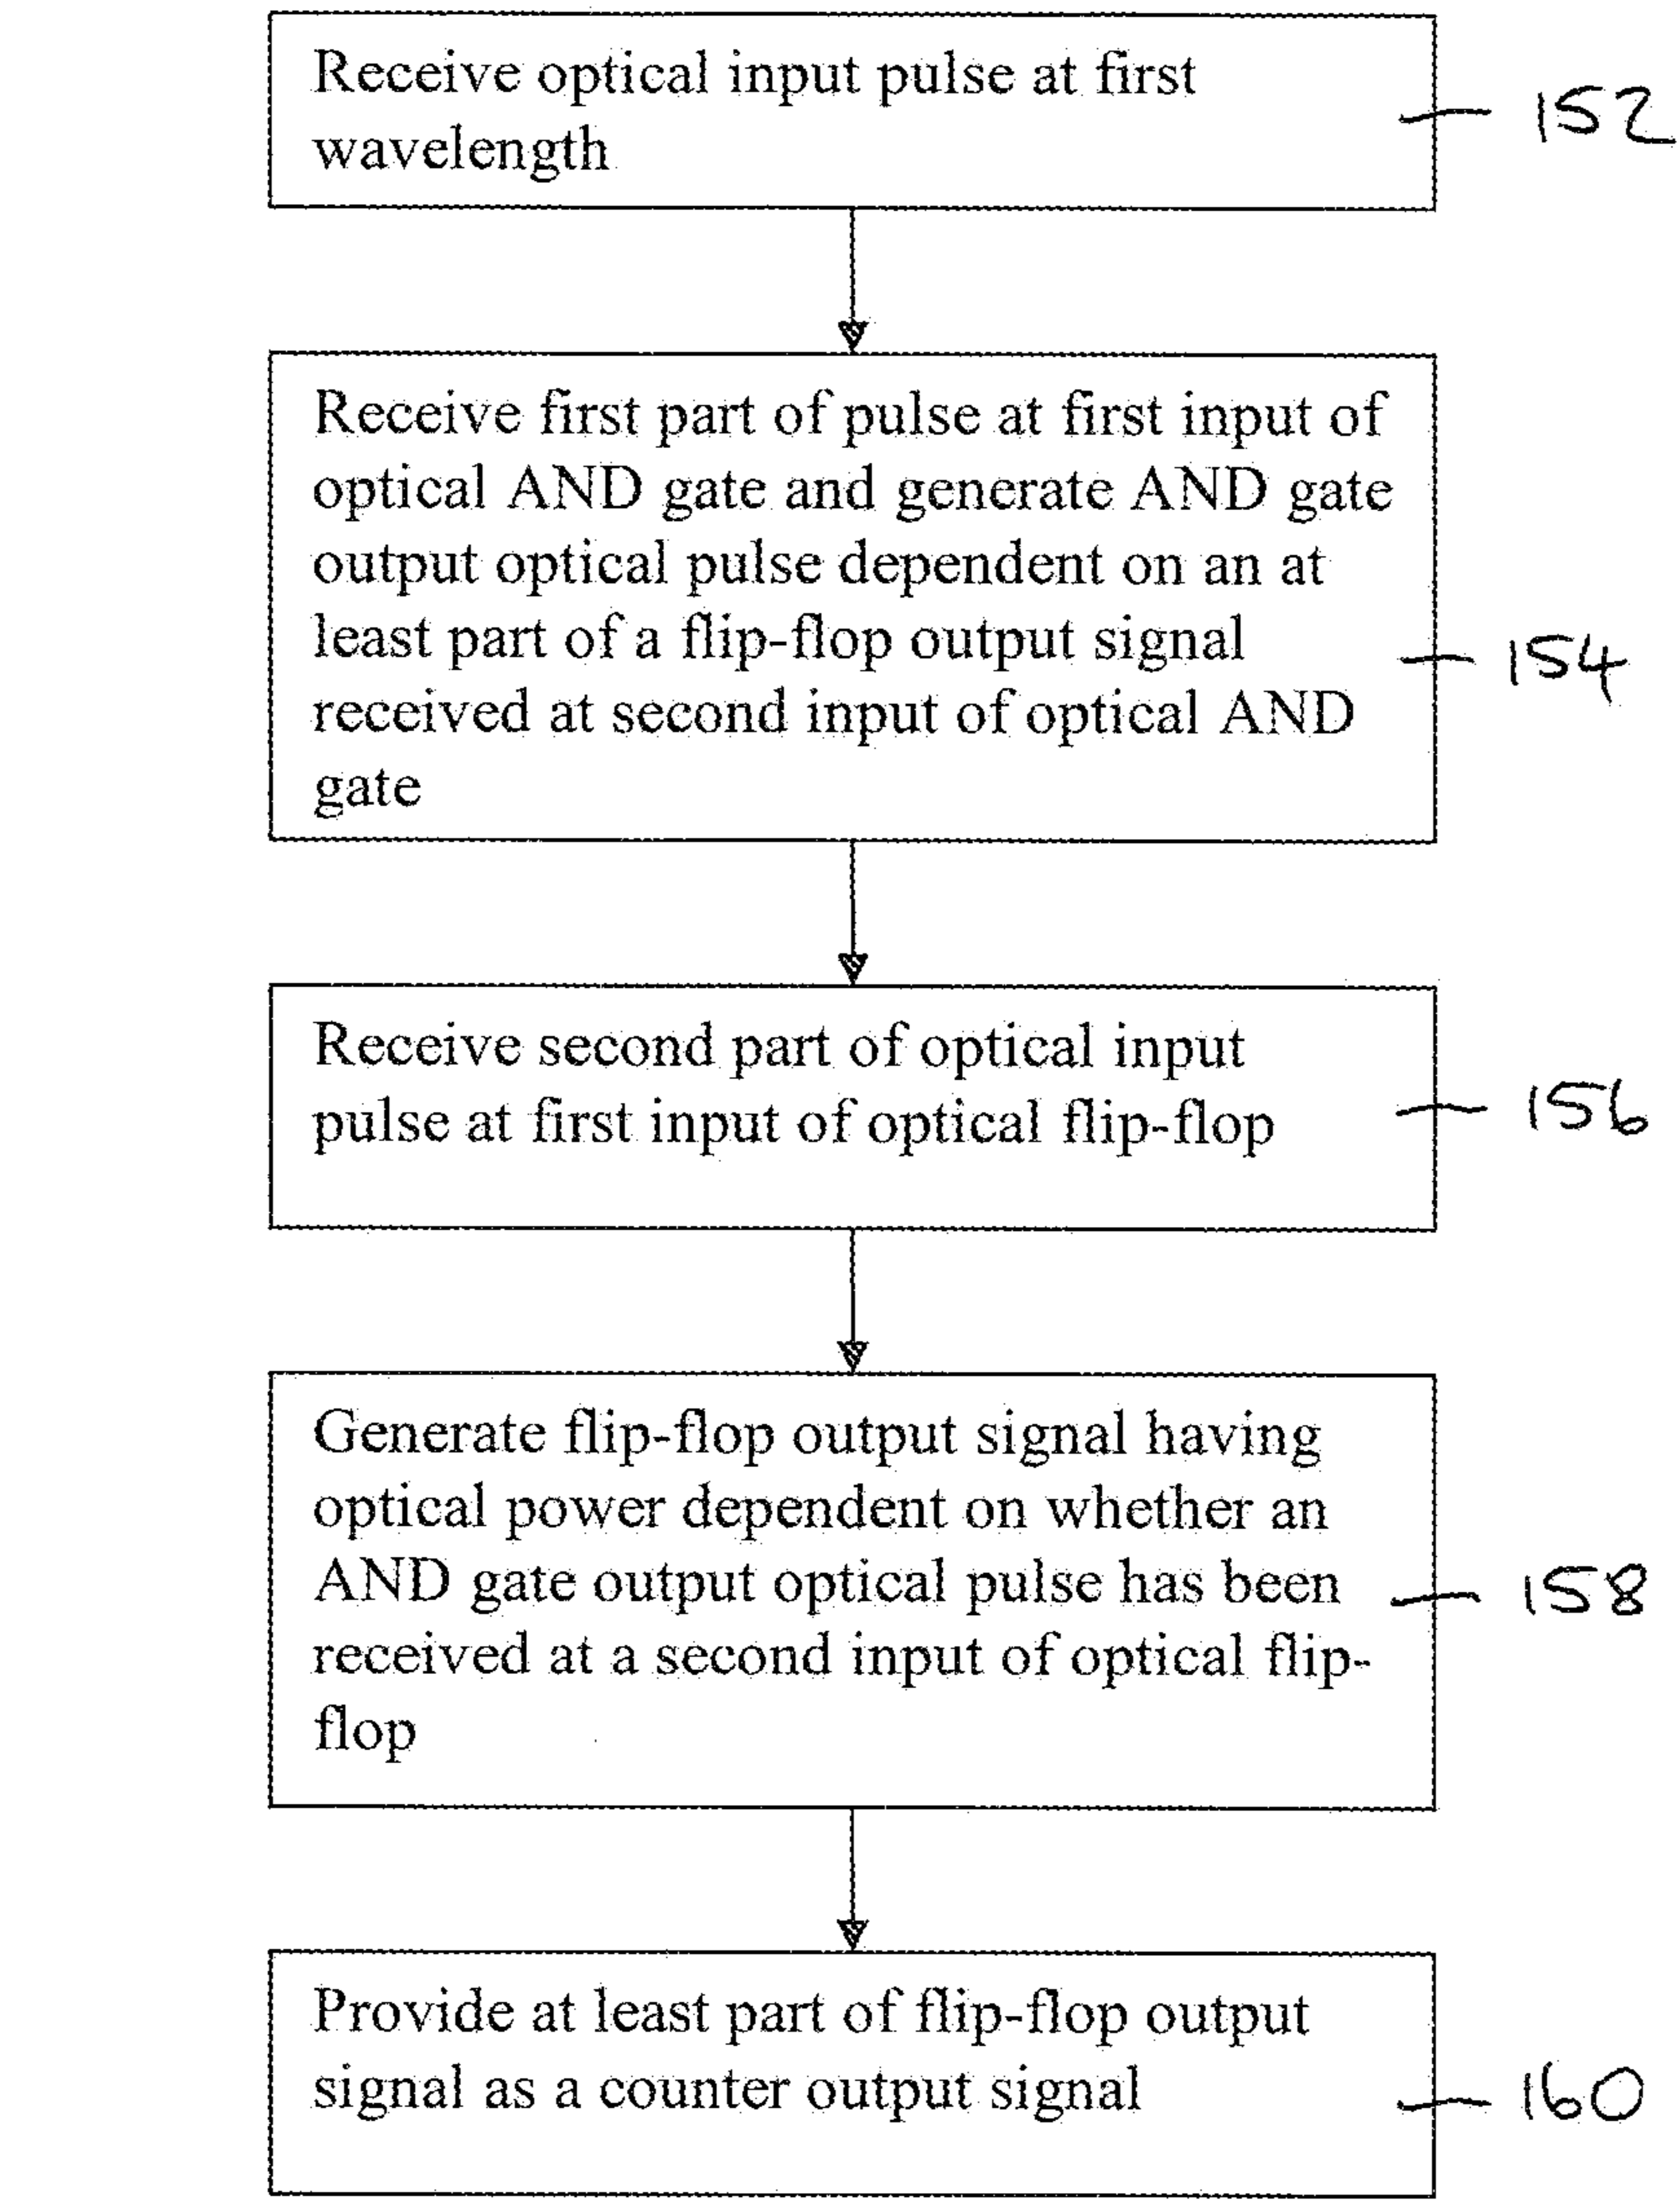 Receive optical input pulse at first
wavelength
152
Receive first part of pulse at first input of
optical AND gate and generate AND gate
output optical pulse dependent on an at
least part of a flip-flop output signal
received at second input of optical AND
gate
154
Receive second part of optical input
pulse at first input of optical flip-flop
156
Generate flip-flop output signal having
optical power dependent on whether an
AND gate output optical pulse has been
received at a second input of optical flip-
flop
158
Provide at least part of flip-flop output
signal as a counter output signal
160